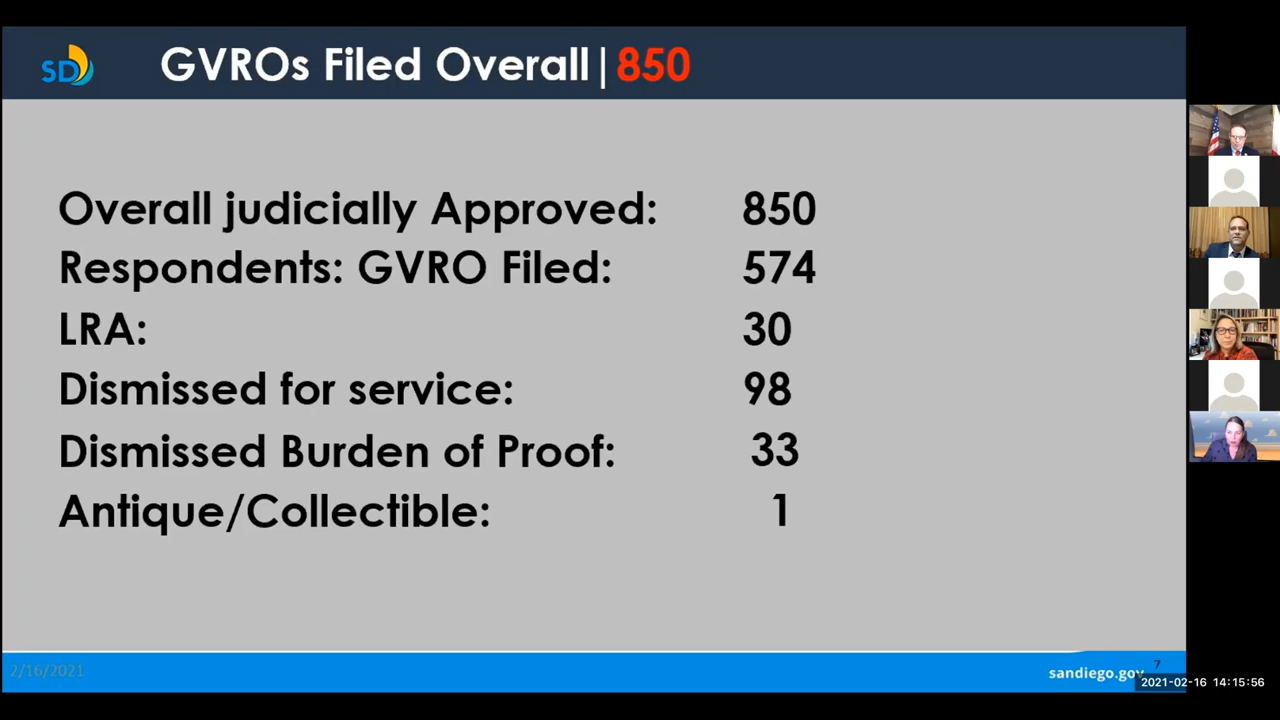 SD
GVROs Filed Overall|850
Overall judicially Approved: 850
Respondents: GVRO Filed: 574
LRA: 30
Dismissed for service: 98
Dismissed Burden of Proof: 33
Antique/Collectible: 1
2/16/2021
7
sandiego.gov
2021-02-16 14:15:56